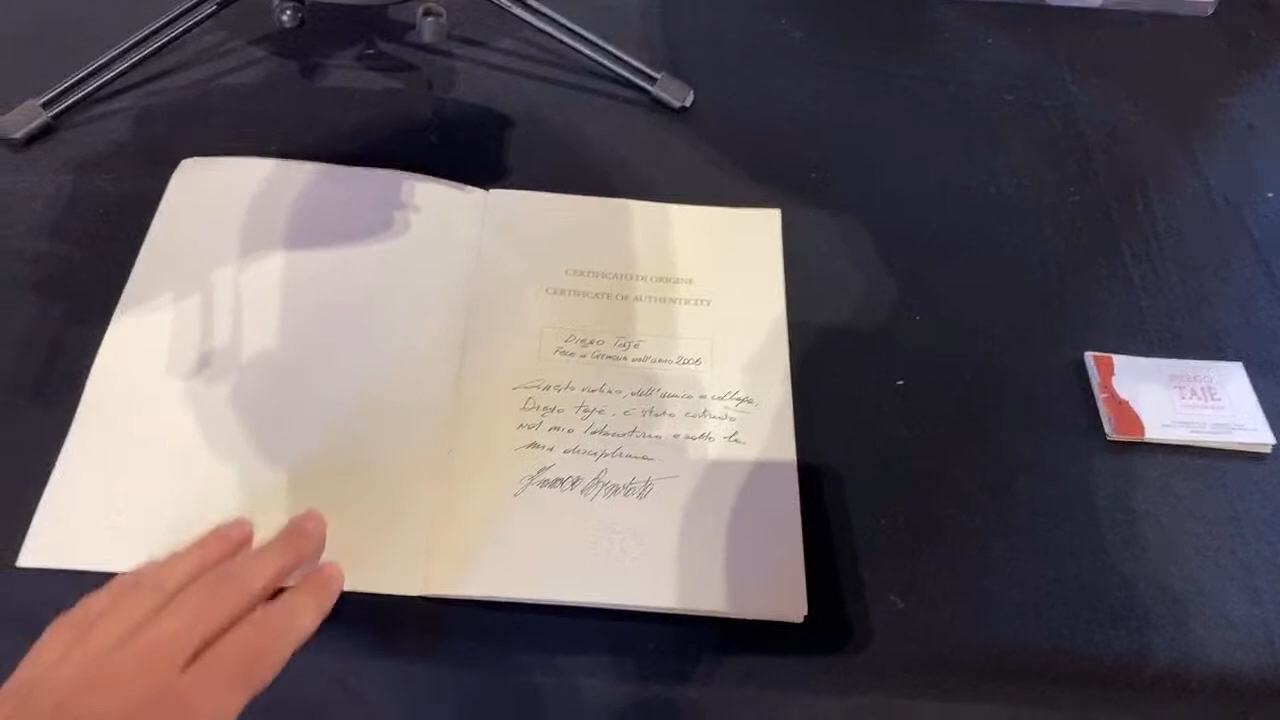 CERTIFICATO DI ORIGINE
CERTIFICATE OF AUTHENTICITY
Diego Tajé
Fece a Cremona nell'anno 2006
Questo violino, dell'amico e collega,
Diego Tajé, è stato costruito
nel mio laboratorio e sotto la
mia disciplina.
DIEGO
TAJÉ